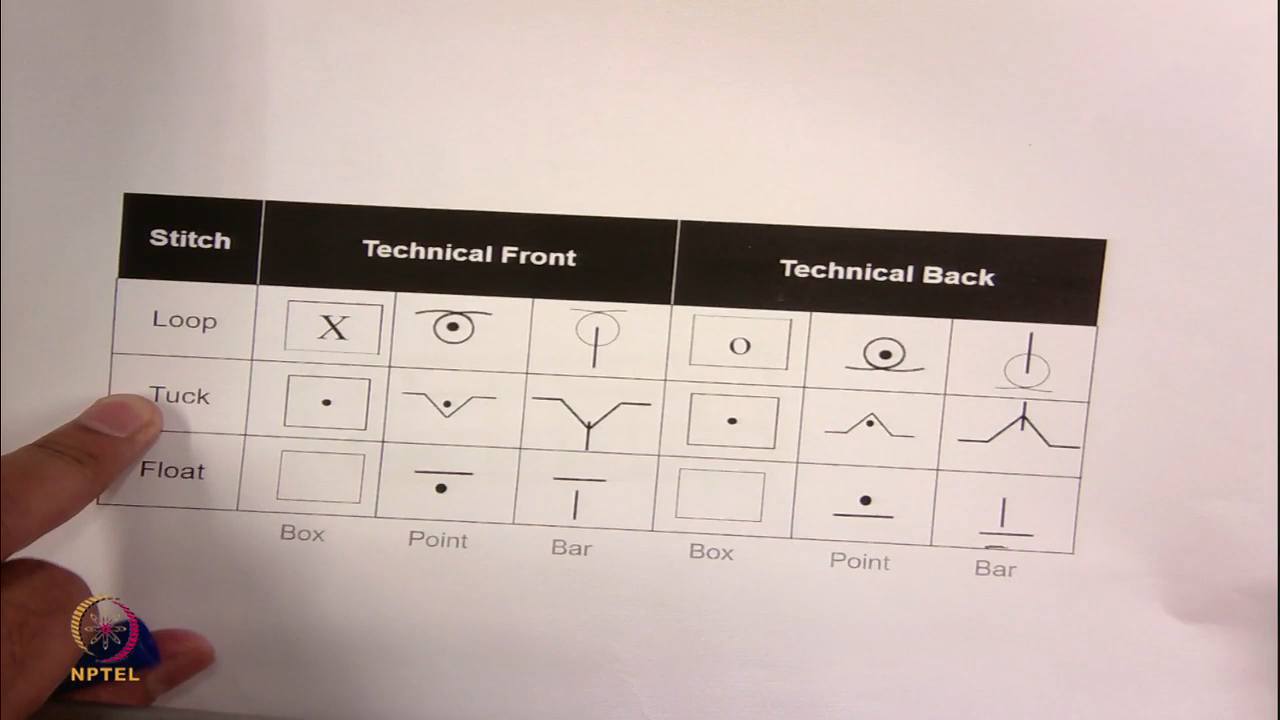 Stitch Technical Front Technical Back
Loop X o
Tuck
Float
Box Point Bar Box Point Bar
NPTEL